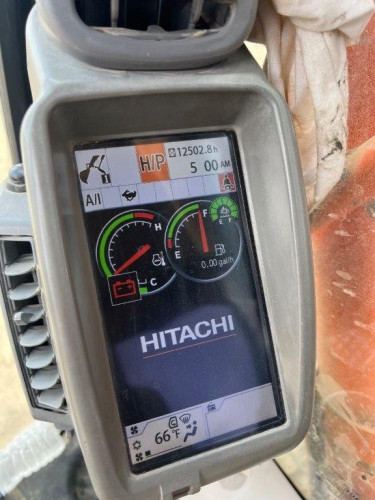 H/P 12502.8h
5 00 AM
A/I
H F
E F
E
0.00 gal/h
C
HITACHI
66°F